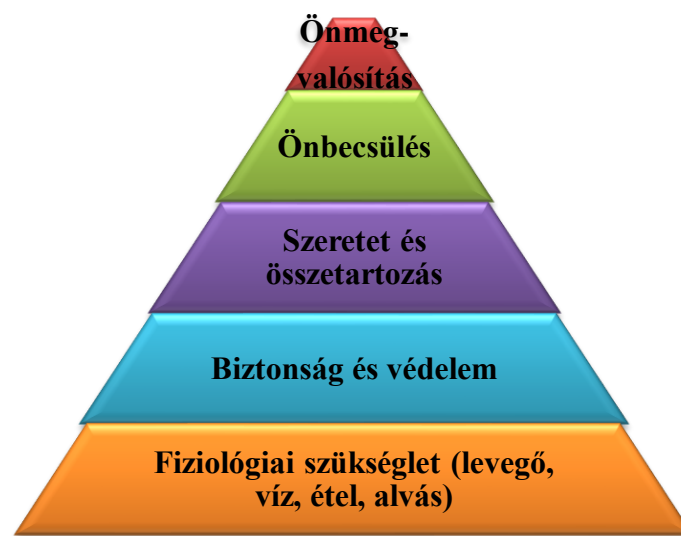 Önmeg-
valósítás
Önbecsülés
Szeretet és
összetartozás
Biztonság és védelem
Fiziológiai szükséglet (levegő,
víz, étel, alvás)